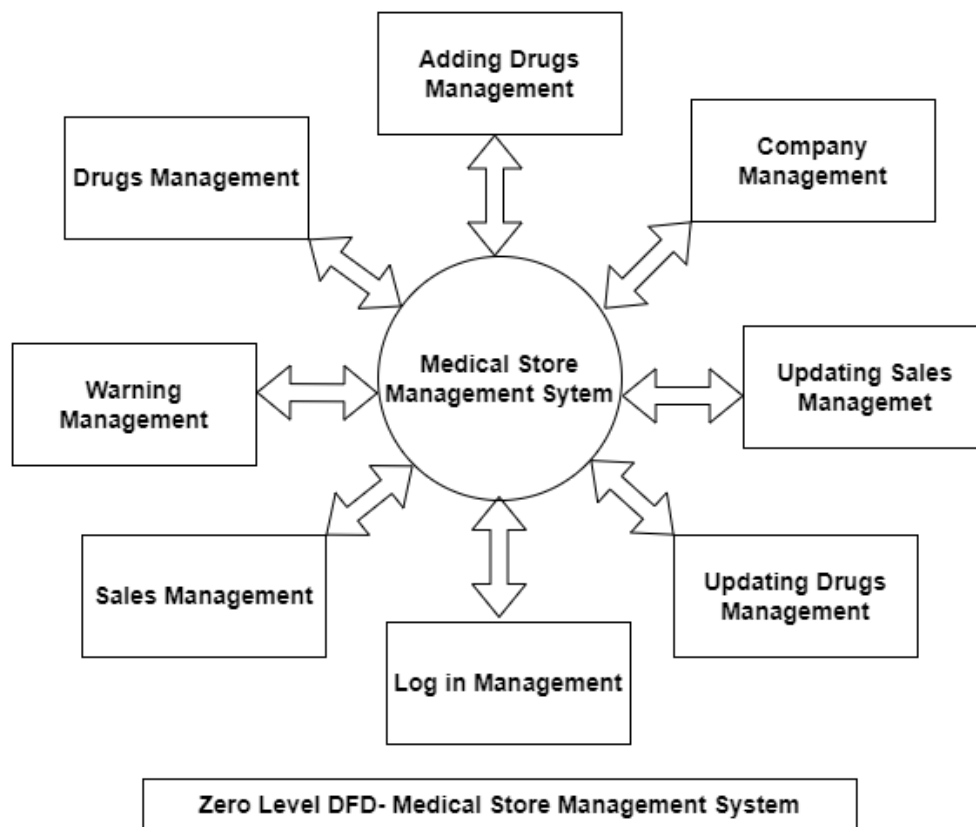 Adding Drugs
Management
Company
Management
Drugs Management
Medical Store
Management Sytem
Updating Sales
Managemet
Warning
Management
Sales Management
Updating Drugs
Management
Log in Management
Zero Level DFD- Medical Store Management System